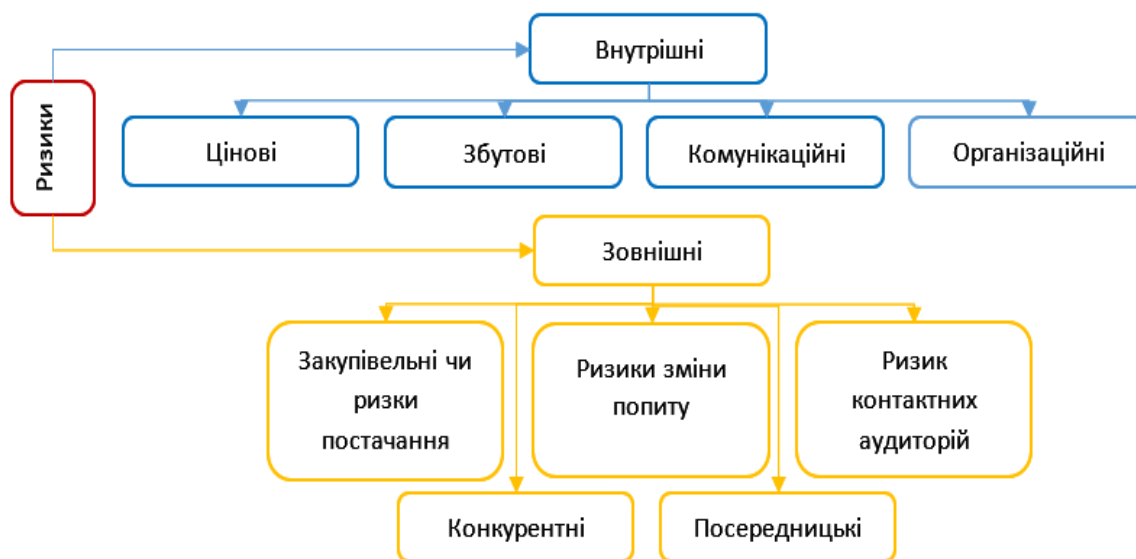 Ризики
Внутрішні
Цінові
Збутові
Комунікаційні
Організаційні
Зовнішні
Закупівельні чи
ризки
постачання
Ризики зміни
попиту
Ризик
контактних
аудиторій
Конкурентні
Посередницькі